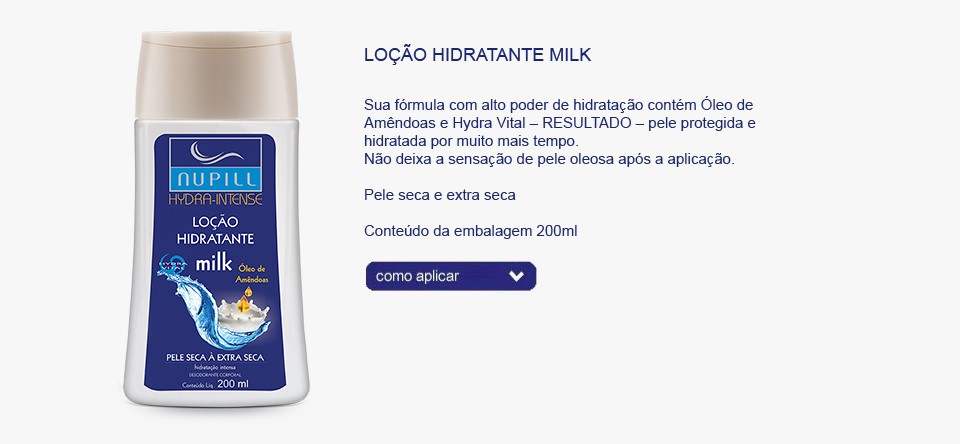 NUPILL
HYDRA-INTENSE
LOÇÃO
HIDRATANTE
HYDRA
VITAL
milk
Óleo de
Amêndoas
PELE SECA À EXTRA SECA
hidratação intensa
DESODORANTE CORPORAL
Conteúdo Líq. 200 ml
LOÇÃO HIDRATANTE MILK
Sua fórmula com alto poder de hidratação contém Óleo de
Amêndoas e Hydra Vital – RESULTADO – pele protegida e
hidratada por muito mais tempo.
Não deixa a sensação de pele oleosa após a aplicação.
Pele seca e extra seca
Conteúdo da embalagem 200ml
como aplicar